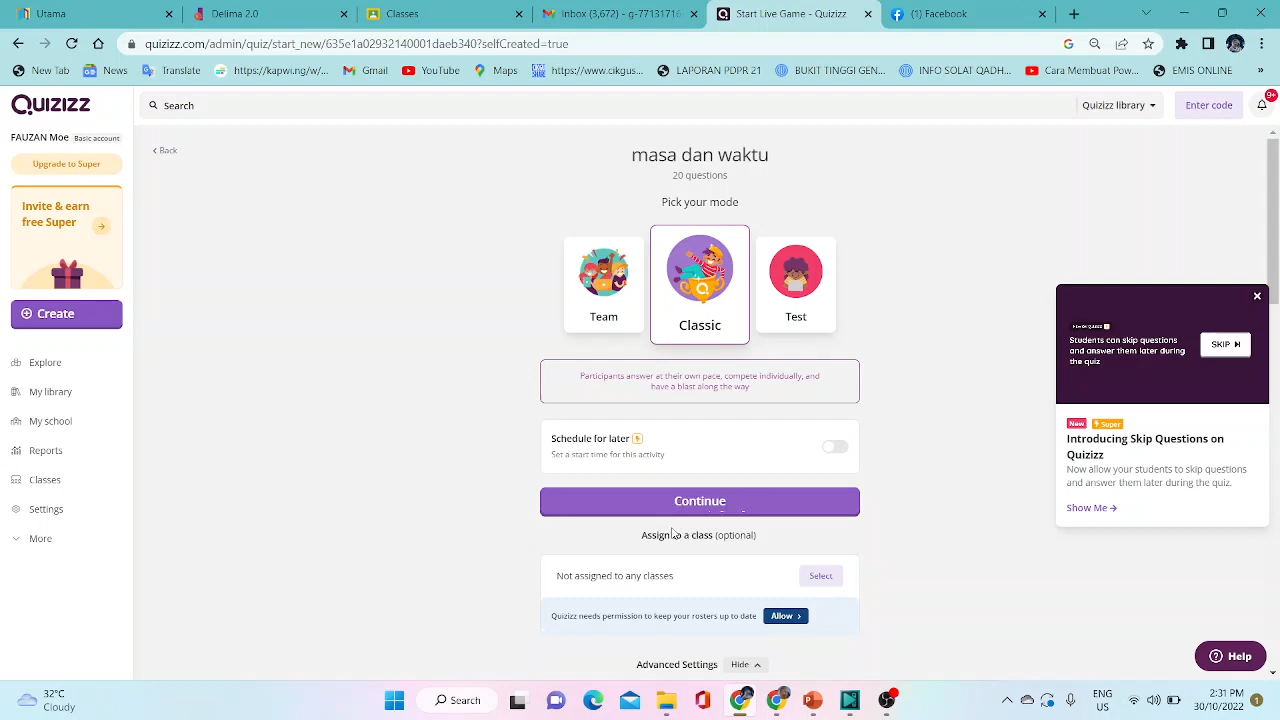 Utama
Delima 2.0
Classes
Inbox (3,672) - g-77131716
Start Live Game - Quizizz
(1) Facebook
quizizz.com/admin/quiz/start_new/635e1a02932140001daeb340?selfCreated=true
New Tab
News
Translate
https://kapwing/w/...
Gmail
YouTube
Maps
https://www.cikgus...
LAPORAN PDPR 21
BUKIT TINGGI GEN...
INFO SOLAT QADH...
Cara Membuat Pow...
EMIS ONLINE
»
QUIZIZZ
Search
Quizizz library
Enter code
9+
FAUZAN Moe Basic account
Upgrade to Super
Invite & earn
free Super
Create
Explore
My library
My school
Reports
Classes
Settings
More
Back
masa dan waktu
20 questions
Pick your mode
Team
Classic
Test
Participants answer at their own pace, compete individually, and
have a blast along the way
Schedule for later
Set a start time for this activity
Continue
Assign to a class (optional)
Not assigned to any classes
Select
Quizizz needs permission to keep your rosters up to date
Allow
Advanced Settings
Hide
Students can skip questions
and answer them later during
the quiz
SKIP
New
Super
Introducing Skip Questions on
Quizizz
Now allow your students to skip questions
and answer them later during the quiz.
Show Me
Help
32°C
Cloudy
Search
ENG
US
2:31 PM
30/10/2022
1